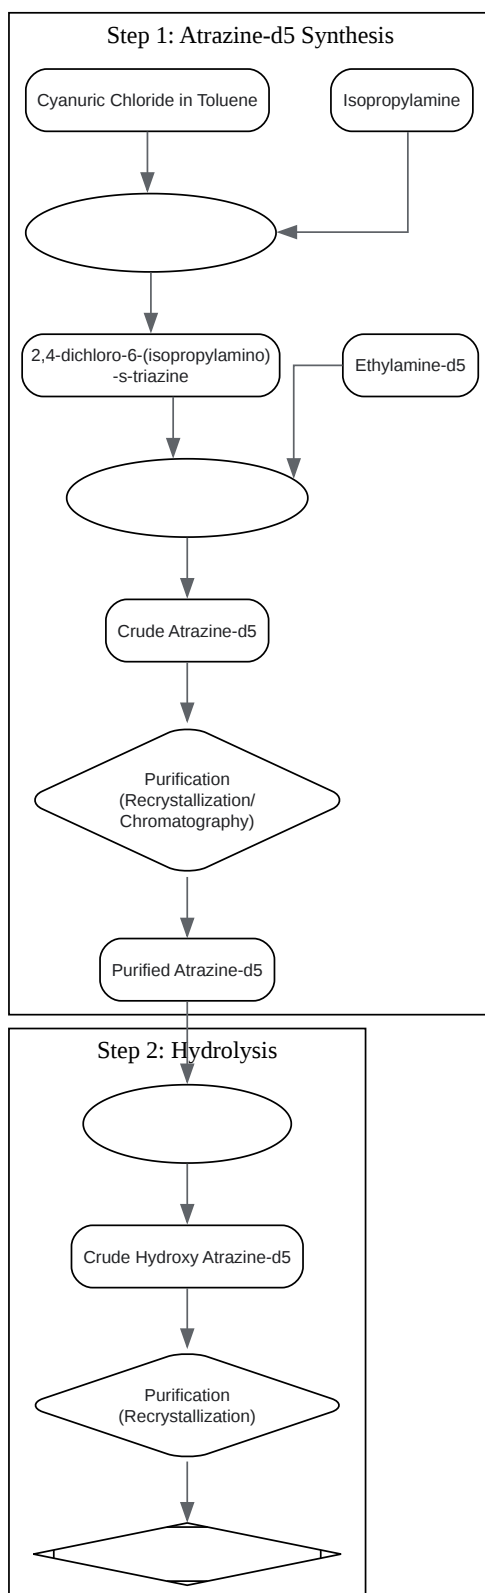 Step 1: Atrazine-d5 Synthesis
Cyanuric Chloride in Toluene
Isopropylamine
2,4-dichloro-6-(isopropylamino)
-s-triazine
Ethylamine-d5
Crude Atrazine-d5
Purification
(Recrystallization/
Chromatography)
Purified Atrazine-d5
Step 2: Hydrolysis
Crude Hydroxy Atrazine-d5
Purification
(Recrystallization)